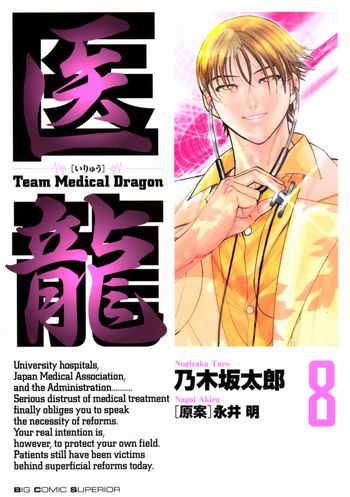 医
[いりゅう]
Team Medical Dragon
龍
Nogizaka Taro
乃木坂太郎
Nagai Akira
[原案]永井 明
8
University hospitals,
Japan Medical Association,
and the Administration..........
Serious distrust of medical treatment
finally obliges you to speak
the necessity of reforms.
Your real intention is,
however, to protect your own field.
Patients still have been victims
behind superficial reforms today.
BIG COMIC SUPERIOR